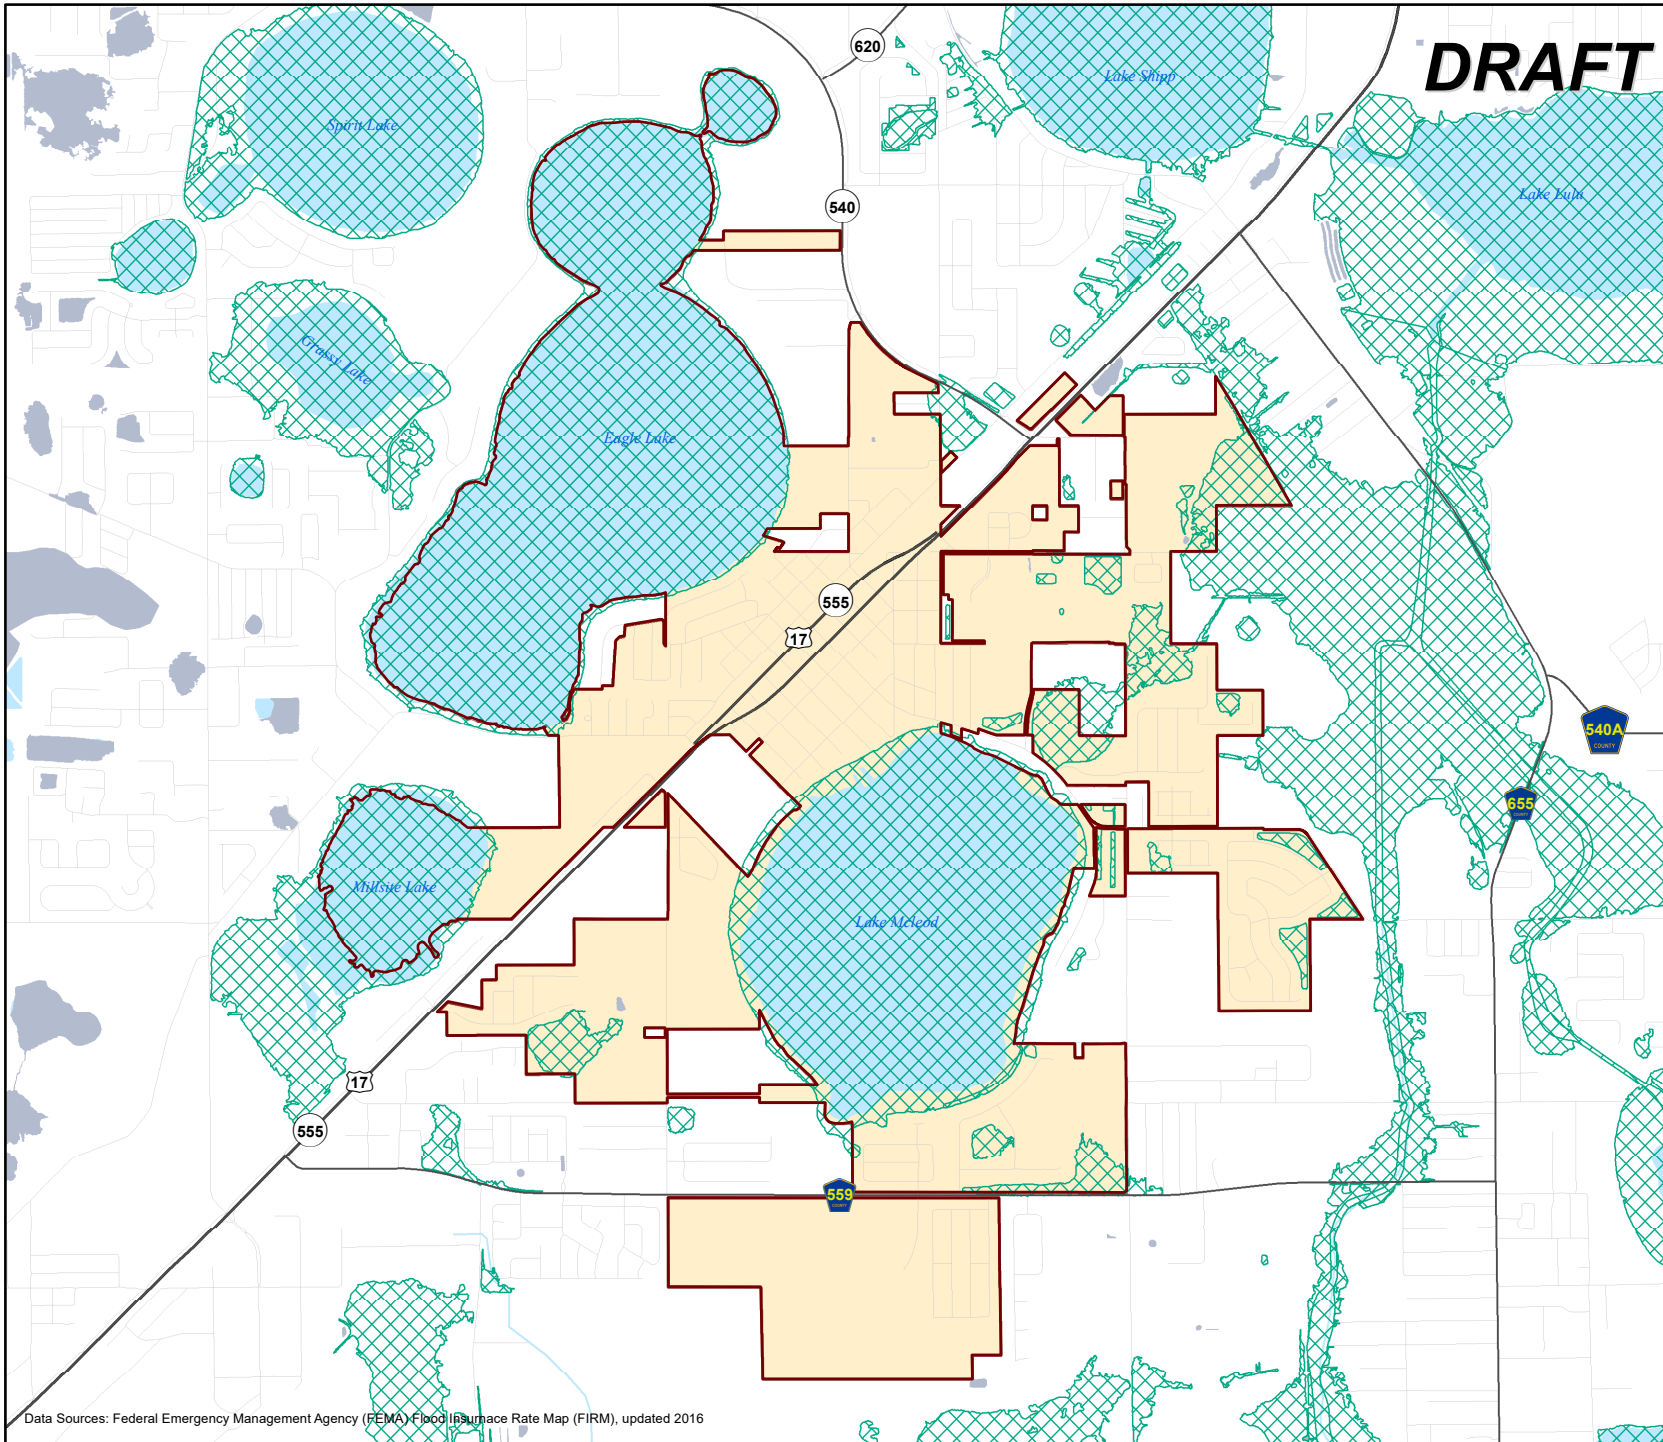 DRAFT
620
Lake Shipp
Spirit Lake
Lake Lulu
540
Grassy Lake
Eagle Lake
555
17
540A
COUNTY
655
COUNTY
Millsite Lake
Lake Mcleod
17
555
559
COUNTY
Data Sources: Federal Emergency Management Agency (FEMA) Flood Insurnace Rate Map (FIRM), updated 2016